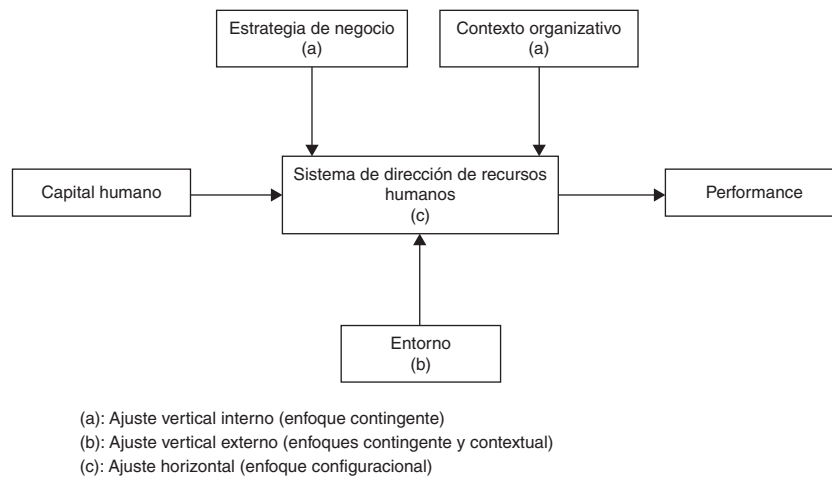 Estrategia de negocio
(a)
Contexto organizativo
(a)
Capital humano
Sistema de dirección de recursos
humanos
(c)
Performance
Entorno
(b)
(a): Ajuste vertical interno (enfoque contingente)
(b): Ajuste vertical externo (enfoques contingente y contextual)
(c): Ajuste horizontal (enfoque configuracional)